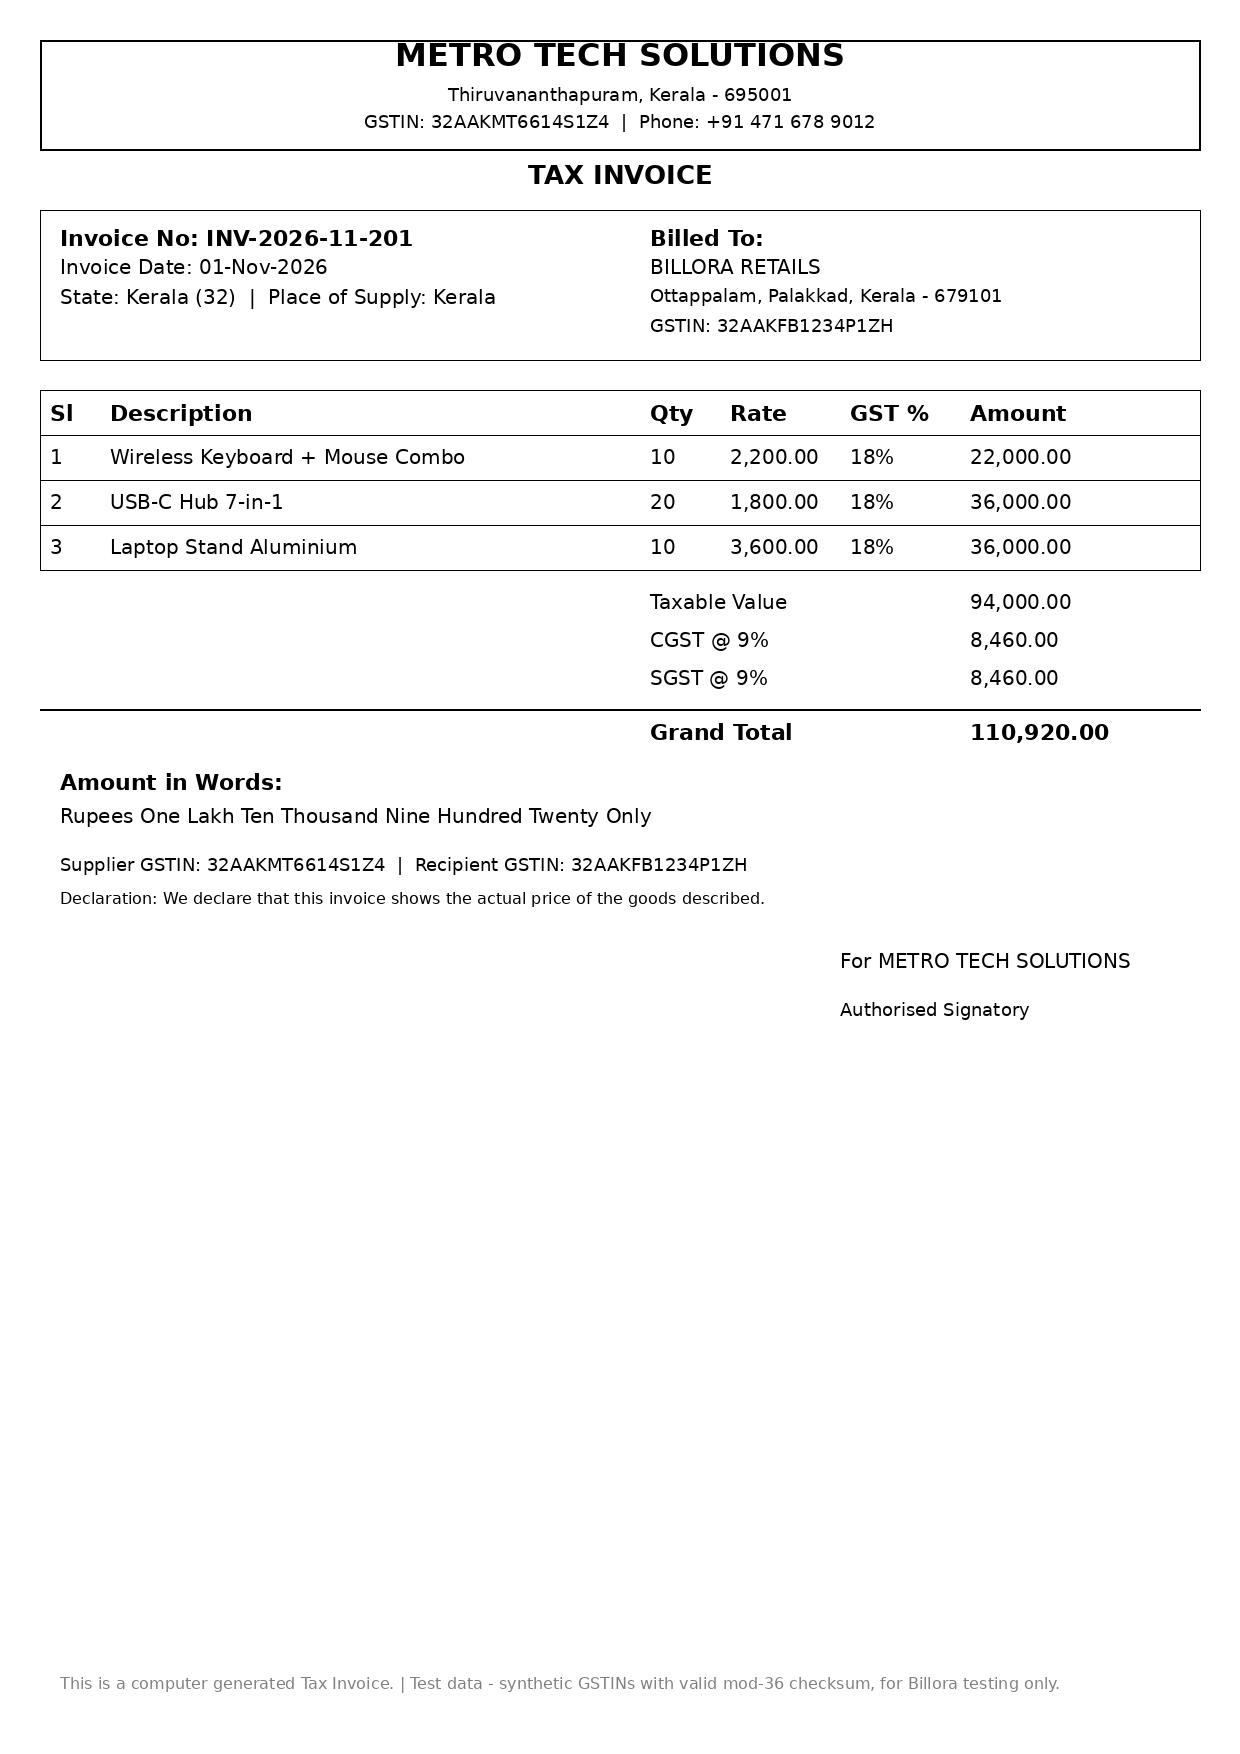 METRO TECH SOLUTIONS
Thiruvananthapuram, Kerala - 695001
GSTIN: 32AAKMT6614S1Z4 | Phone: +91 471 678 9012
TAX INVOICE
Invoice No: INV-2026-11-201
Invoice Date: 01-Nov-2026
State: Kerala (32) | Place of Supply: Kerala
Billed To:
BILLORA RETAILS
Ottappalam, Palakkad, Kerala - 679101
GSTIN: 32AAKFB1234P1ZH
Sl Description Qty Rate GST % Amount
1 Wireless Keyboard + Mouse Combo 10 2,200.00 18% 22,000.00
2 USB-C Hub 7-in-1 20 1,800.00 18% 36,000.00
3 Laptop Stand Aluminium 10 3,600.00 18% 36,000.00
Taxable Value 94,000.00
CGST @ 9% 8,460.00
SGST @ 9% 8,460.00
Grand Total 110,920.00
Amount in Words:
Rupees One Lakh Ten Thousand Nine Hundred Twenty Only
Supplier GSTIN: 32AAKMT6614S1Z4 | Recipient GSTIN: 32AAKFB1234P1ZH
Declaration: We declare that this invoice shows the actual price of the goods described.
For METRO TECH SOLUTIONS
Authorised Signatory
This is a computer generated Tax Invoice. | Test data - synthetic GSTINs with valid mod-36 checksum, for Billora testing only.